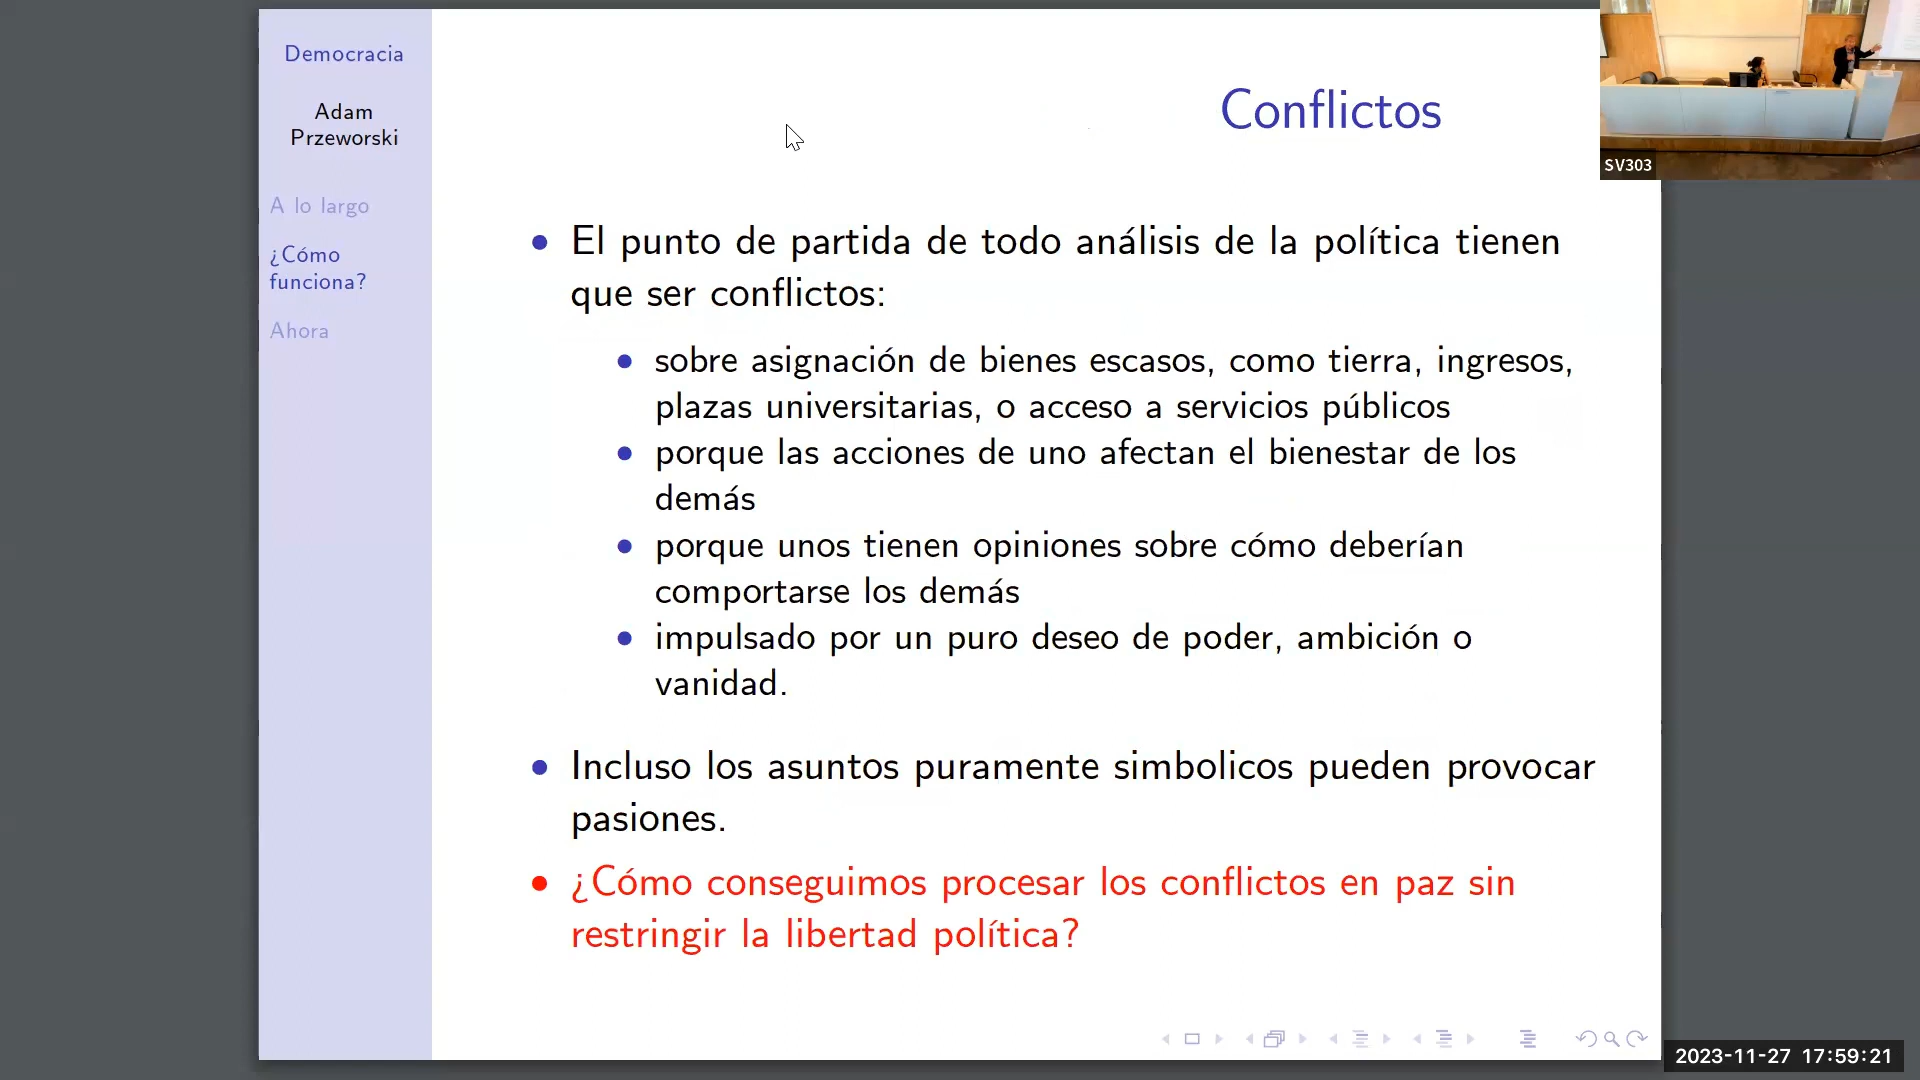 Democracia
Adam
Przeworski
A lo largo
¿Cómo
funciona?
Ahora
Conflictos
SV303
• El punto de partida de todo análisis de la política tienen
que ser conflictos:
• sobre asignación de bienes escasos, como tierra, ingresos,
plazas universitarias, o acceso a servicios públicos
• porque las acciones de uno afectan el bienestar de los
demás
• porque unos tienen opiniones sobre cómo deberían
comportarse los demás
• impulsado por un puro deseo de poder, ambición o
vanidad.
• Incluso los asuntos puramente simbolicos pueden provocar
pasiones.
• ¿Cómo conseguimos procesar los conflictos en paz sin
restringir la libertad política?
2023-11-27 17:59:21